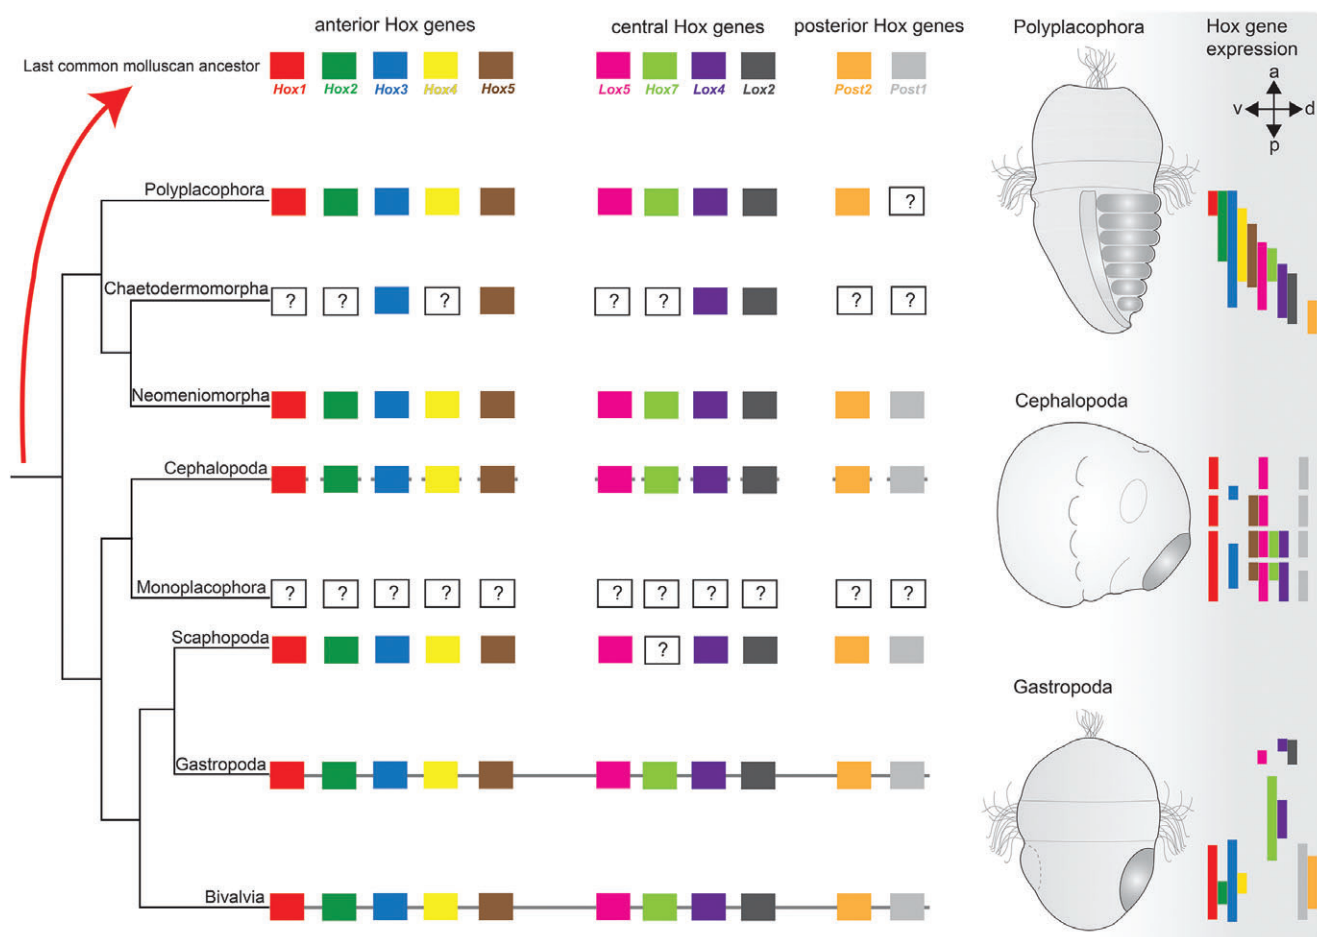 anterior Hox genes central Hox genes posterior Hox genes Polyplacophora Hox gene
expression
Last common molluscan ancestor
Hox1 Hox2 Hox3 Hox4 Hox5 Lox5 Hox7 Lox4 Lox2 Post2 Post1
a
v d
p
Polyplacophora ?
Chaetodermomorpha ? ? ? ? ? ? ?
Neomeniomorpha
Cephalopoda
Cephalopoda
Monoplacophora ? ? ? ? ? ? ? ? ? ? ?
Scaphopoda ?
Gastropoda
Gastropoda
Bivalvia